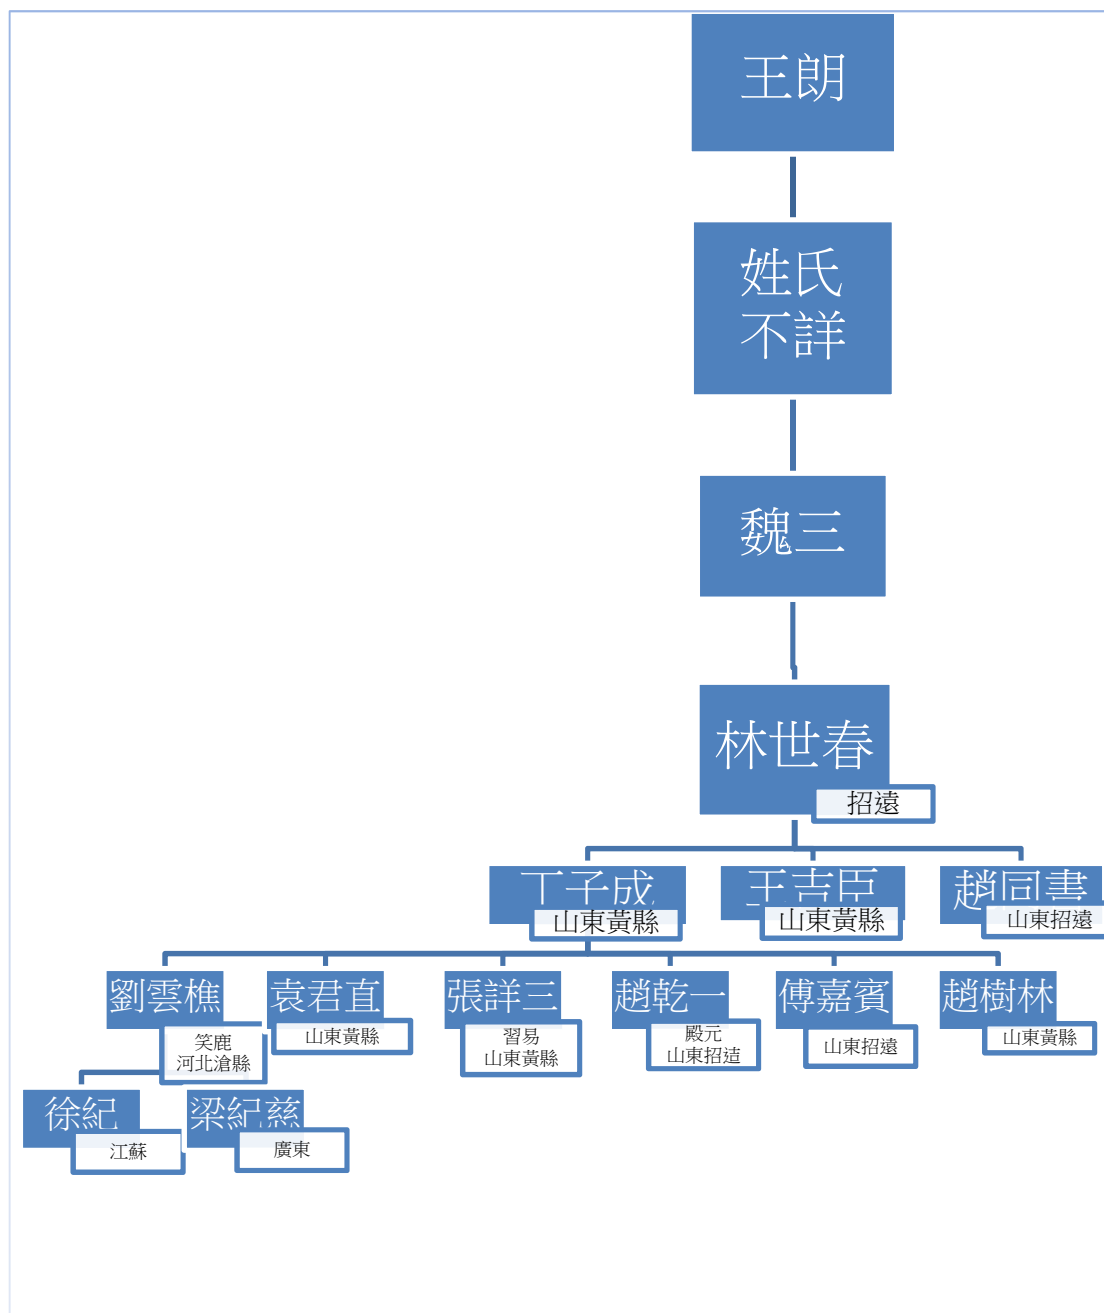 王朗
姓氏
不詳
魏三
林世春
招遠
丁子成
山東黃縣
王吉臣
山東黃縣
趙同書
山東招遠
劉雲樵
笑鹿
河北滄縣
袁君直
山東黃縣
張詳三
習易
山東黃縣
趙乾一
殿元
山東招遠
傅嘉賓
山東招遠
趙樹林
山東黃縣
徐紀
江蘇
梁紀慈
廣東